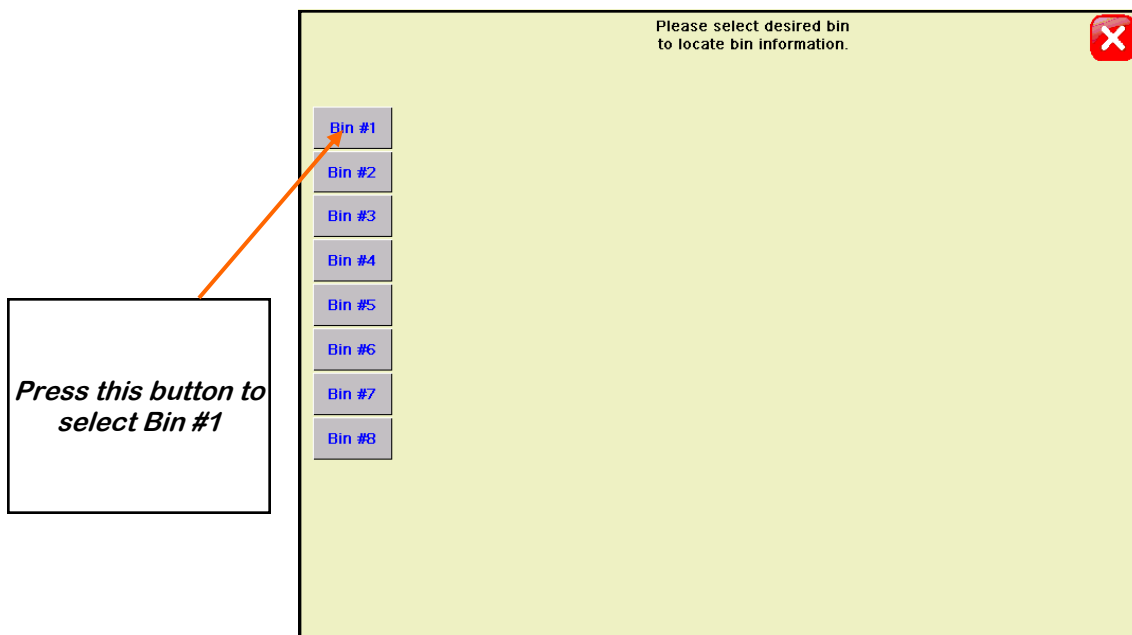 Please select desired bin
to locate bin information.
Bin #1
Bin #2
Bin #3
Bin #4
Bin #5
Bin #6
Bin #7
Bin #8
Press this button to
select Bin #1